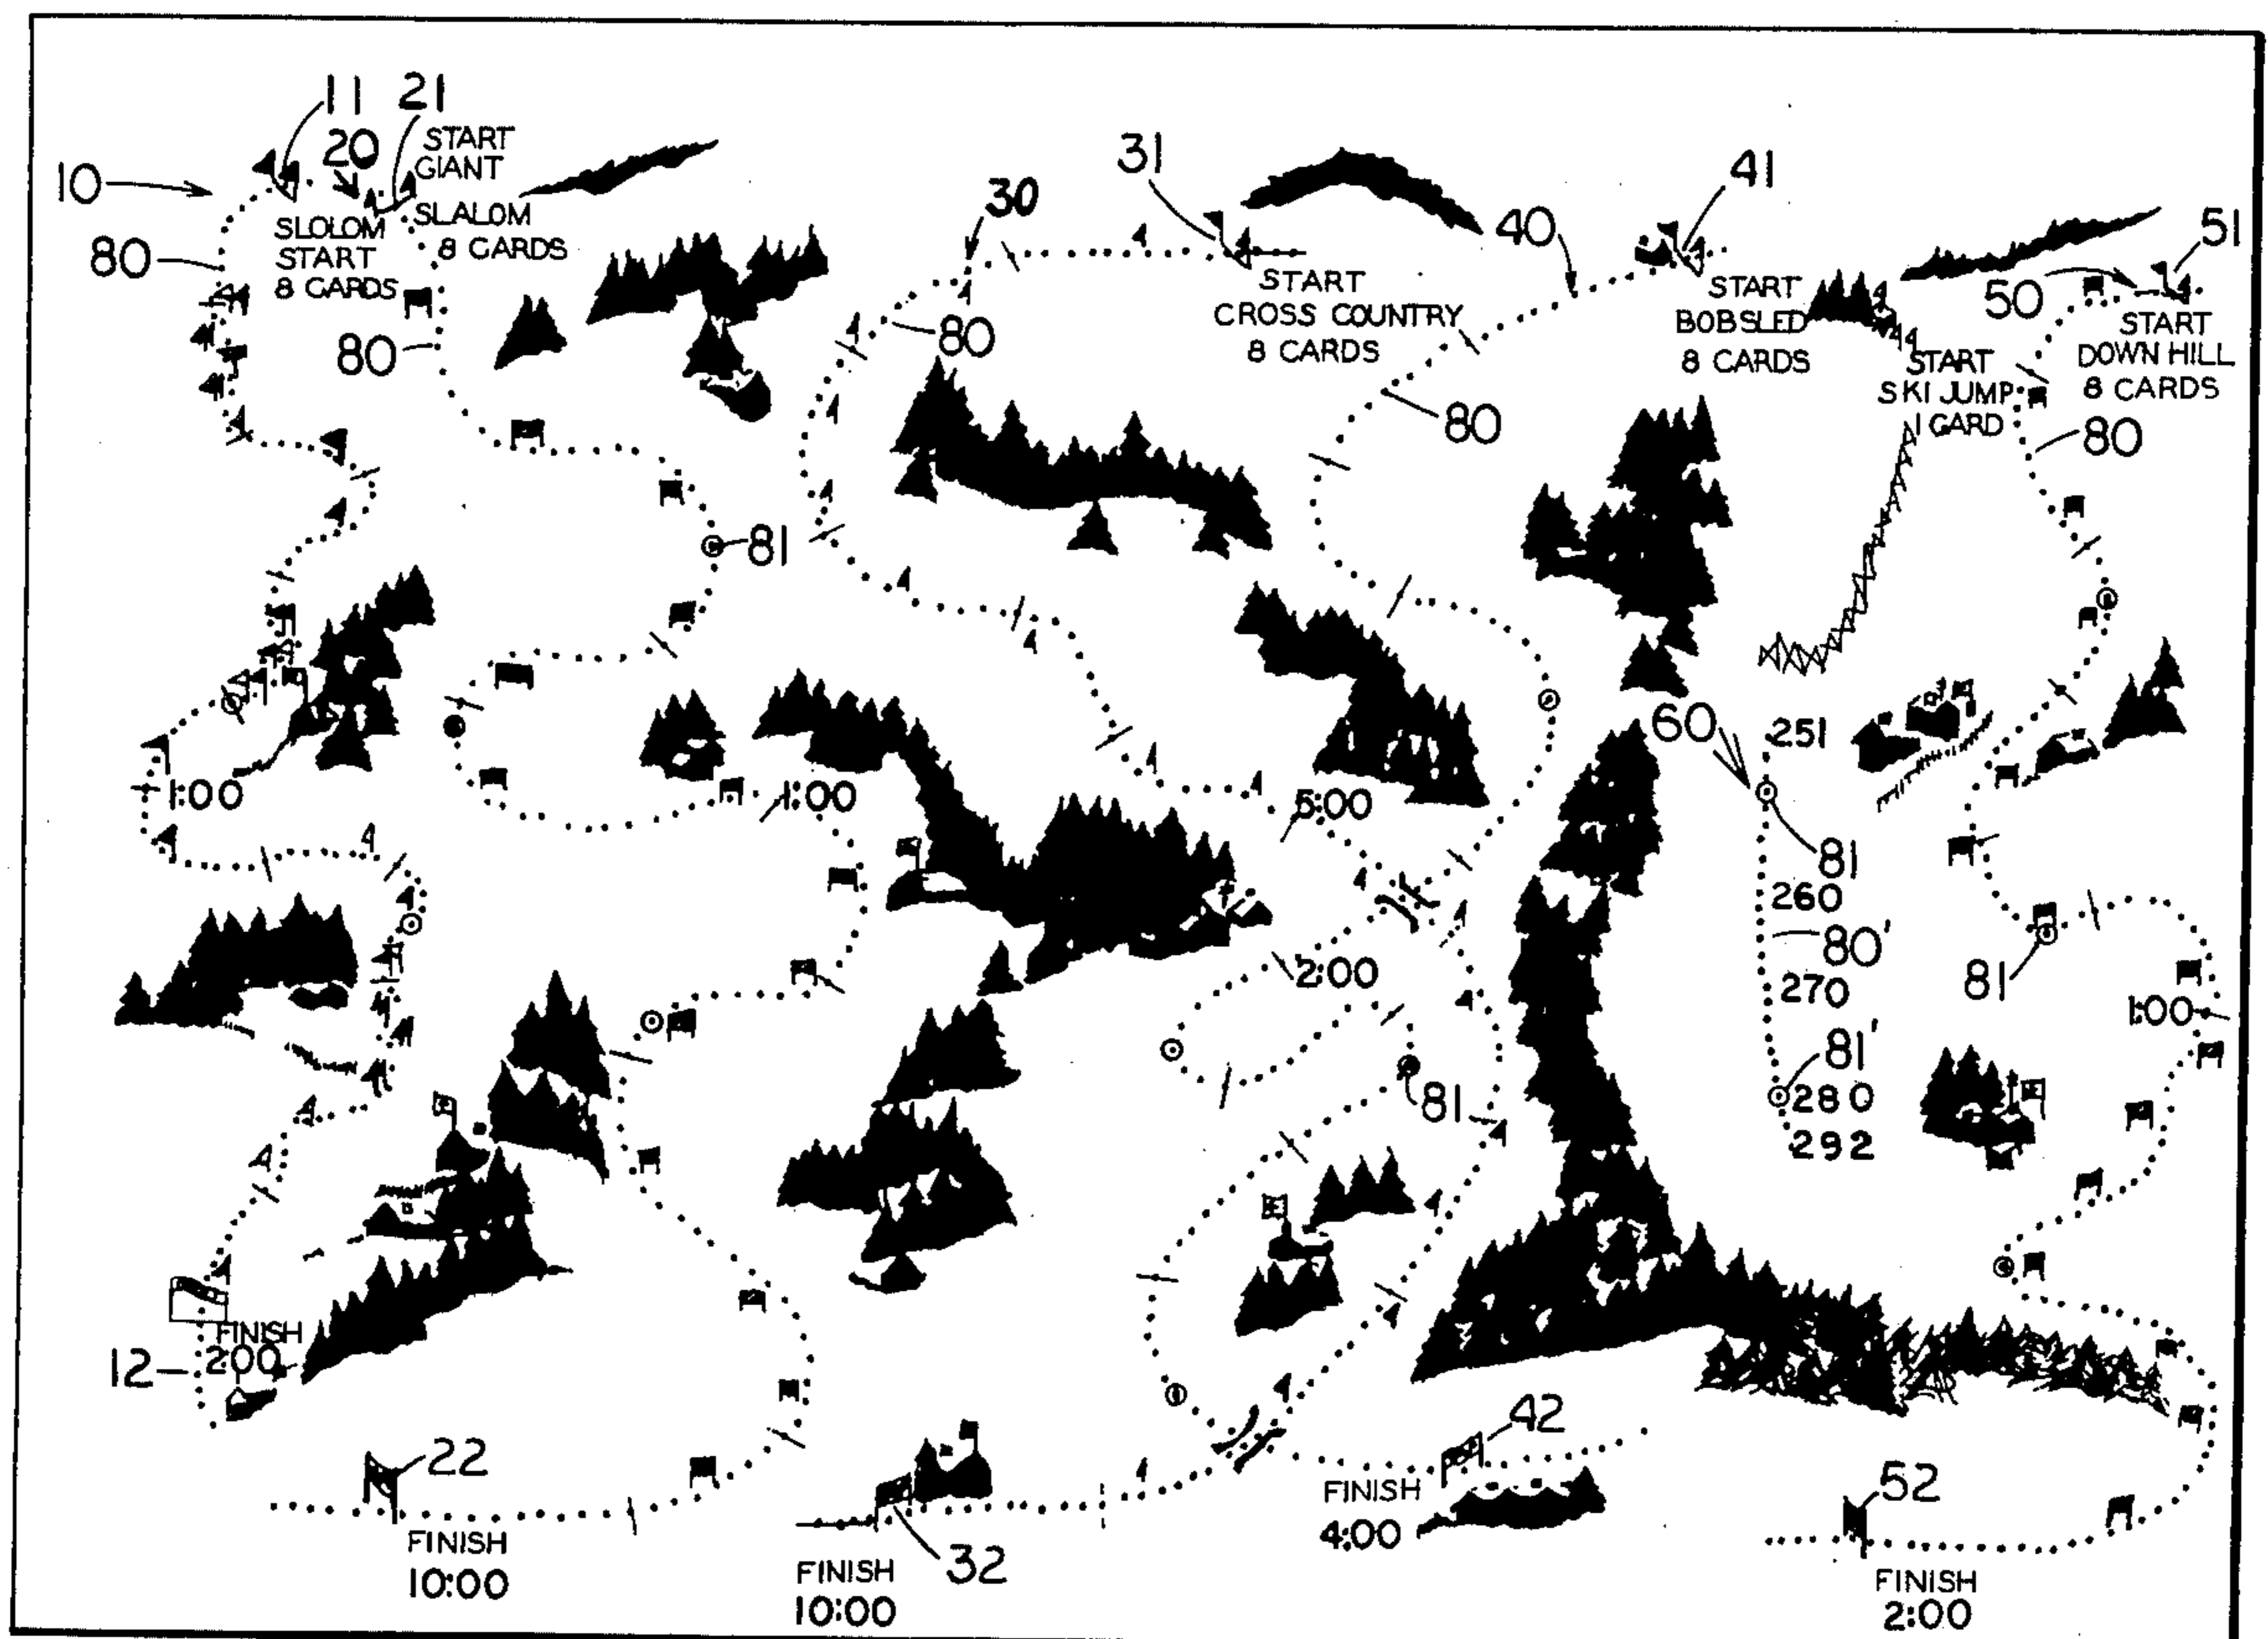 11 21
20 START
GIANT
10
SLOLOM
START
8 CARDS
SLALOM
8 CARDS
80
80
30
80
31
START
CROSS COUNTRY
8 CARDS
40
41
START
BOBSLED
8 CARDS
80
44
START
SKI JUMP
1 CARD
50
51
START
DOWN HILL
8 CARDS
80
81
60
251
81
260
80'
270
81'
280
292
1:00
1:00
5:00
2:00
81
81
1:00
12
FINISH
2:00
22
FINISH
10:00
32
FINISH
10:00
42
FINISH
4:00
52
FINISH
2:00